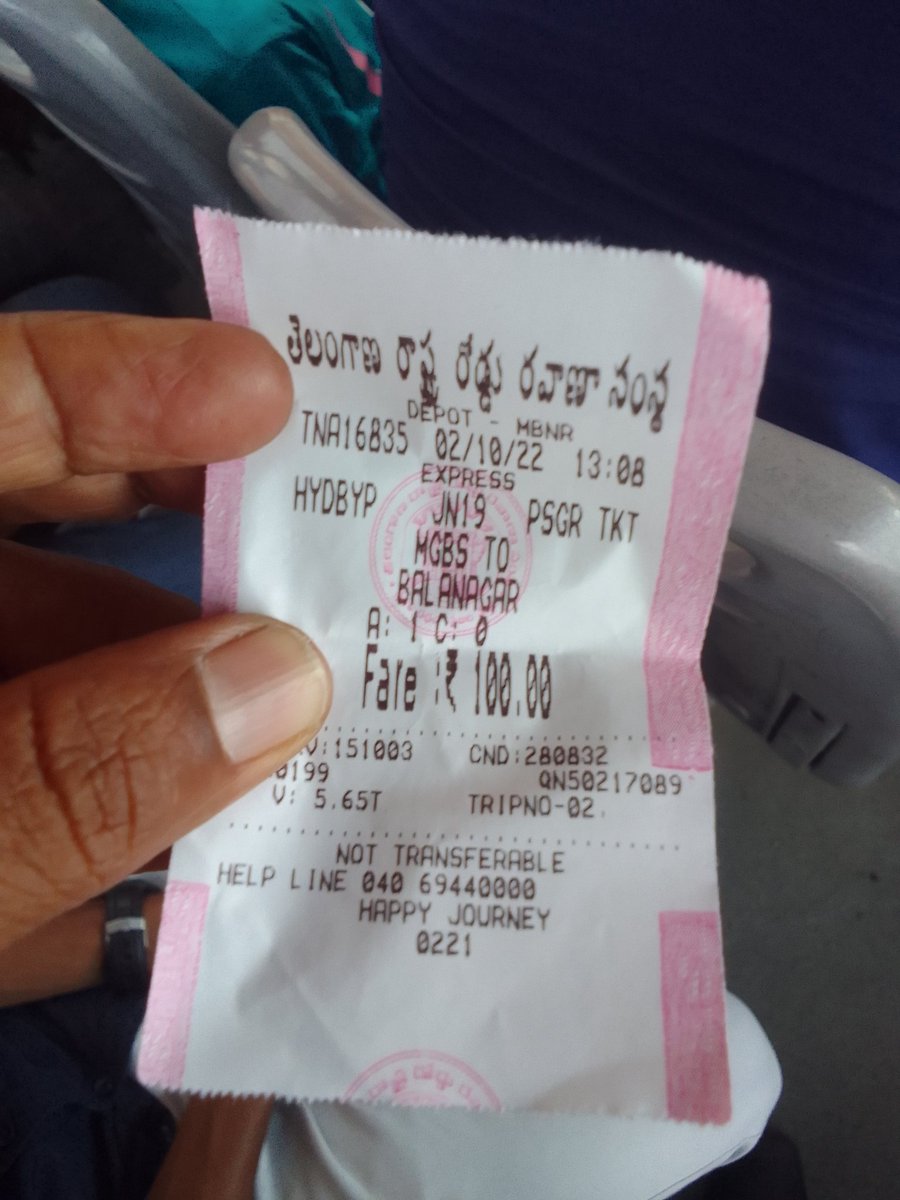 తెలంగాణ రాష్ట్ర రోడ్డు రవాణా సంస్థ
DEPOT - MBNR
TNA16835 02/10/22 13:08
EXPRESS
HYDBYP JN19 PSGR TKT
MGBS TO
BALANAGAR
A: 1 C: 0
Fare :₹ 100.00
V:151003 CND:280832
0199 QN50217089
V: 5.65T TRIPNO-02.
NOT TRANSFERABLE
HELP LINE 040 69440000
HAPPY JOURNEY
0221